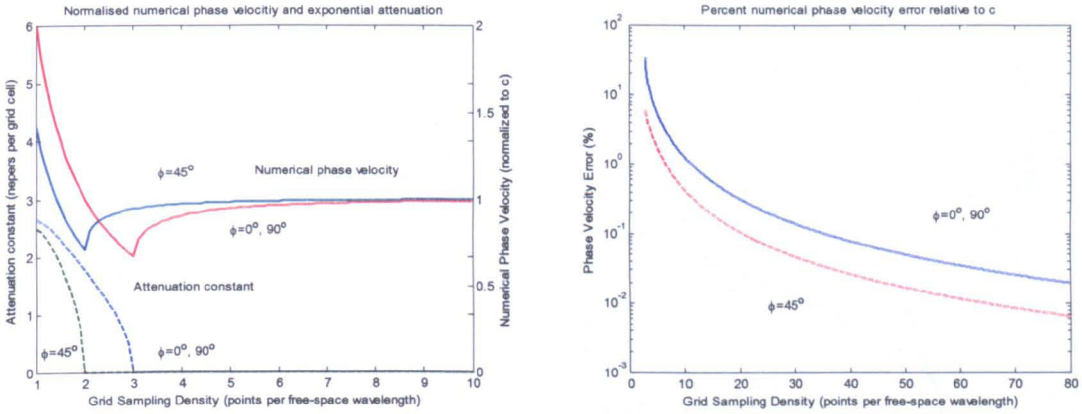 Normalised numerical phase velocitiy and exponential attenuation
6
5
4
3
2
1
0
Attenuation constant (nepers per grid cell)
2
1.5
1
0.5
0
Numerical Phase Velocity (normalized to c)
ϕ=45°
Numerical phase velocity
ϕ=0°, 90°
Attenuation constant
ϕ=45°
ϕ=0°, 90°
1 2 3 4 5 6 7 8 9 10
Grid Sampling Density (points per free-space wavelength)
Percent numerical phase velocity error relative to c
10²
10¹
10⁰
10⁻¹
10⁻²
10⁻³
Phase Velocity Error (%)
ϕ=0°, 90°
ϕ=45°
0 10 20 30 40 50 60 70 80
Grid Sampling Density (points per free-space wavelength)